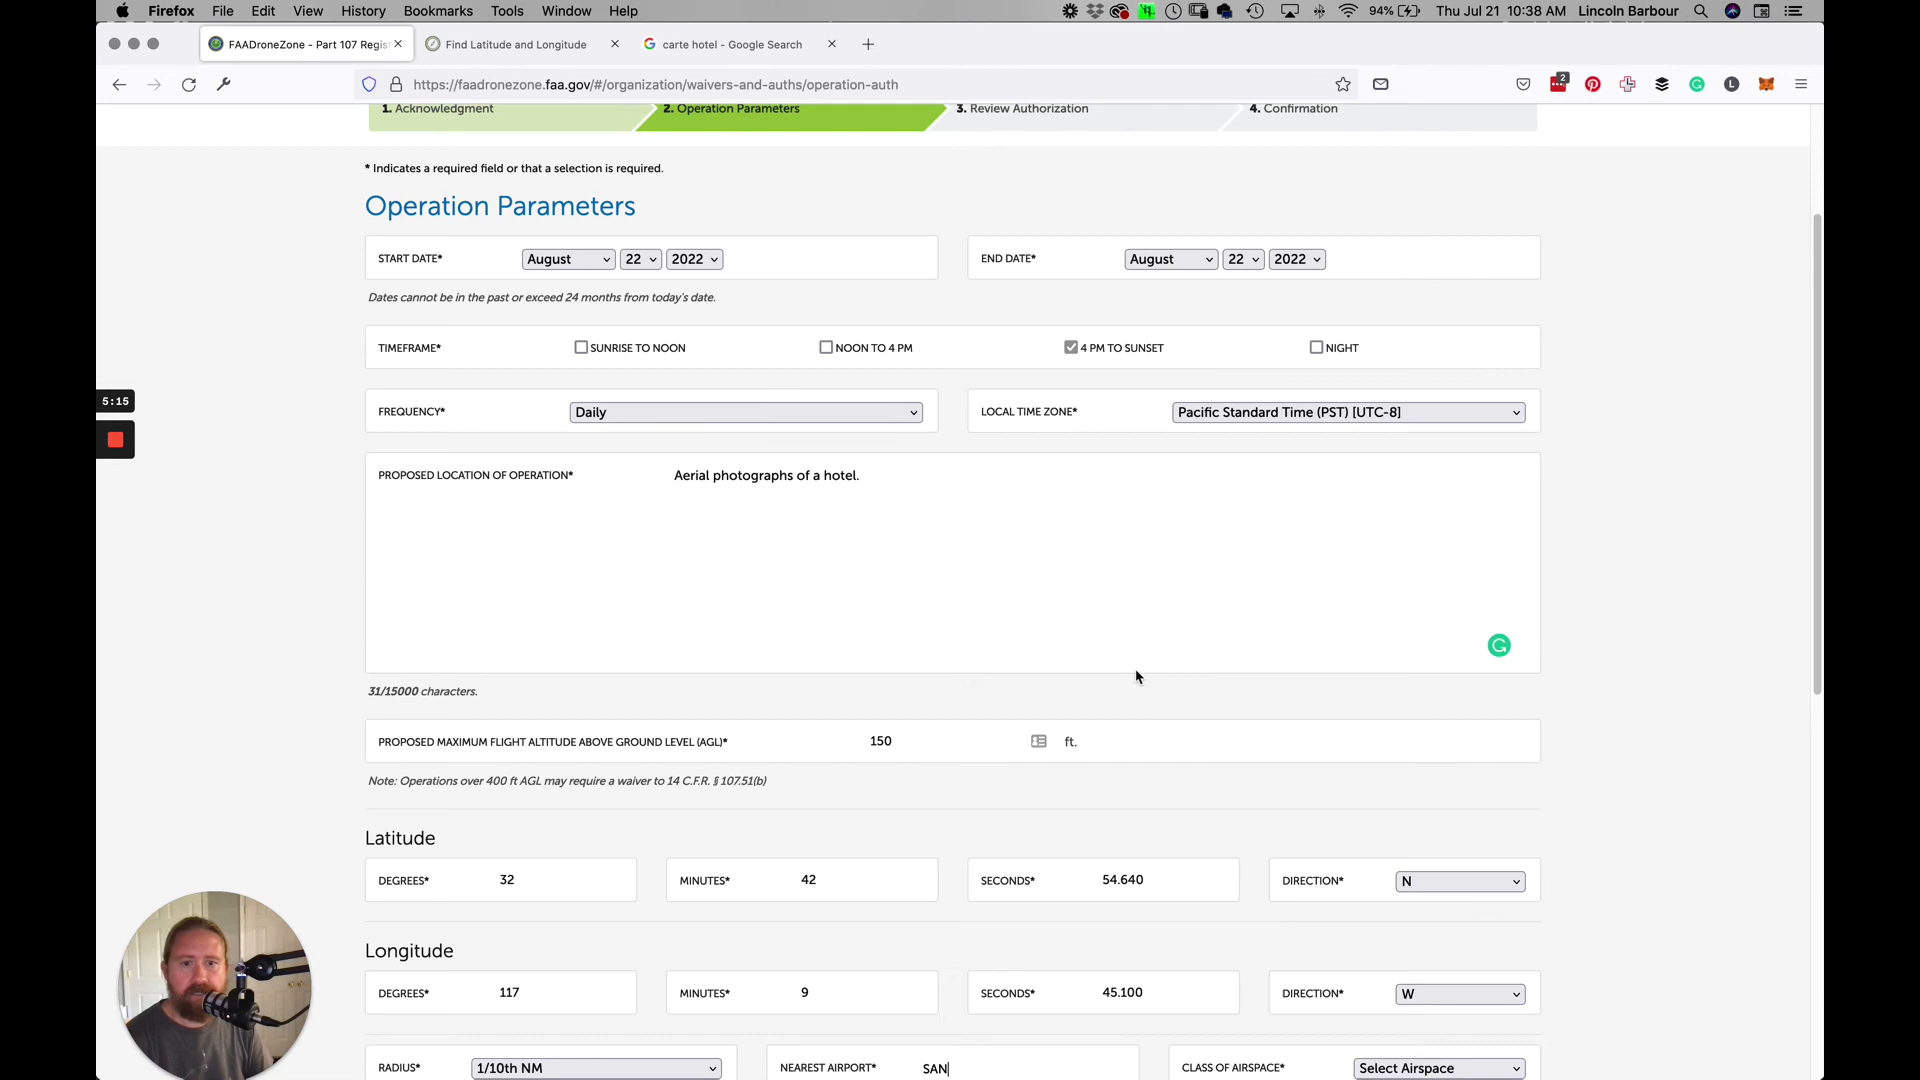 Firefox File Edit View History Bookmarks Tools Window Help 94% Thu Jul 21 10:38 AM Lincoln Barbour
FAADroneZone - Part 107 Regis Find Latitude and Longitude carte hotel - Google Search
https://faadronezone.faa.gov/#/organization/waivers-and-auths/operation-auth 2
1. Acknowledgment 2. Operation Parameters 3. Review Authorization 4. Confirmation
* Indicates a required field or that a selection is required.
Operation Parameters
START DATE* August 22 2022 END DATE* August 22 2022
Dates cannot be in the past or exceed 24 months from today's date.
TIMEFRAME* SUNRISE TO NOON NOON TO 4 PM 4 PM TO SUNSET NIGHT
5:15
FREQUENCY* Daily LOCAL TIME ZONE* Pacific Standard Time (PST) [UTC-8]
PROPOSED LOCATION OF OPERATION* Aerial photographs of a hotel.
31/15000 characters.
PROPOSED MAXIMUM FLIGHT ALTITUDE ABOVE GROUND LEVEL (AGL)* 150 ft.
Note: Operations over 400 ft AGL may require a waiver to 14 C.F.R. § 107.51(b)
Latitude
DEGREES* 32 MINUTES* 42 SECONDS* 54.640 DIRECTION* N
Longitude
DEGREES* 117 MINUTES* 9 SECONDS* 45.100 DIRECTION* W
RADIUS* 1/10th NM NEAREST AIRPORT* SAN CLASS OF AIRSPACE* Select Airspace